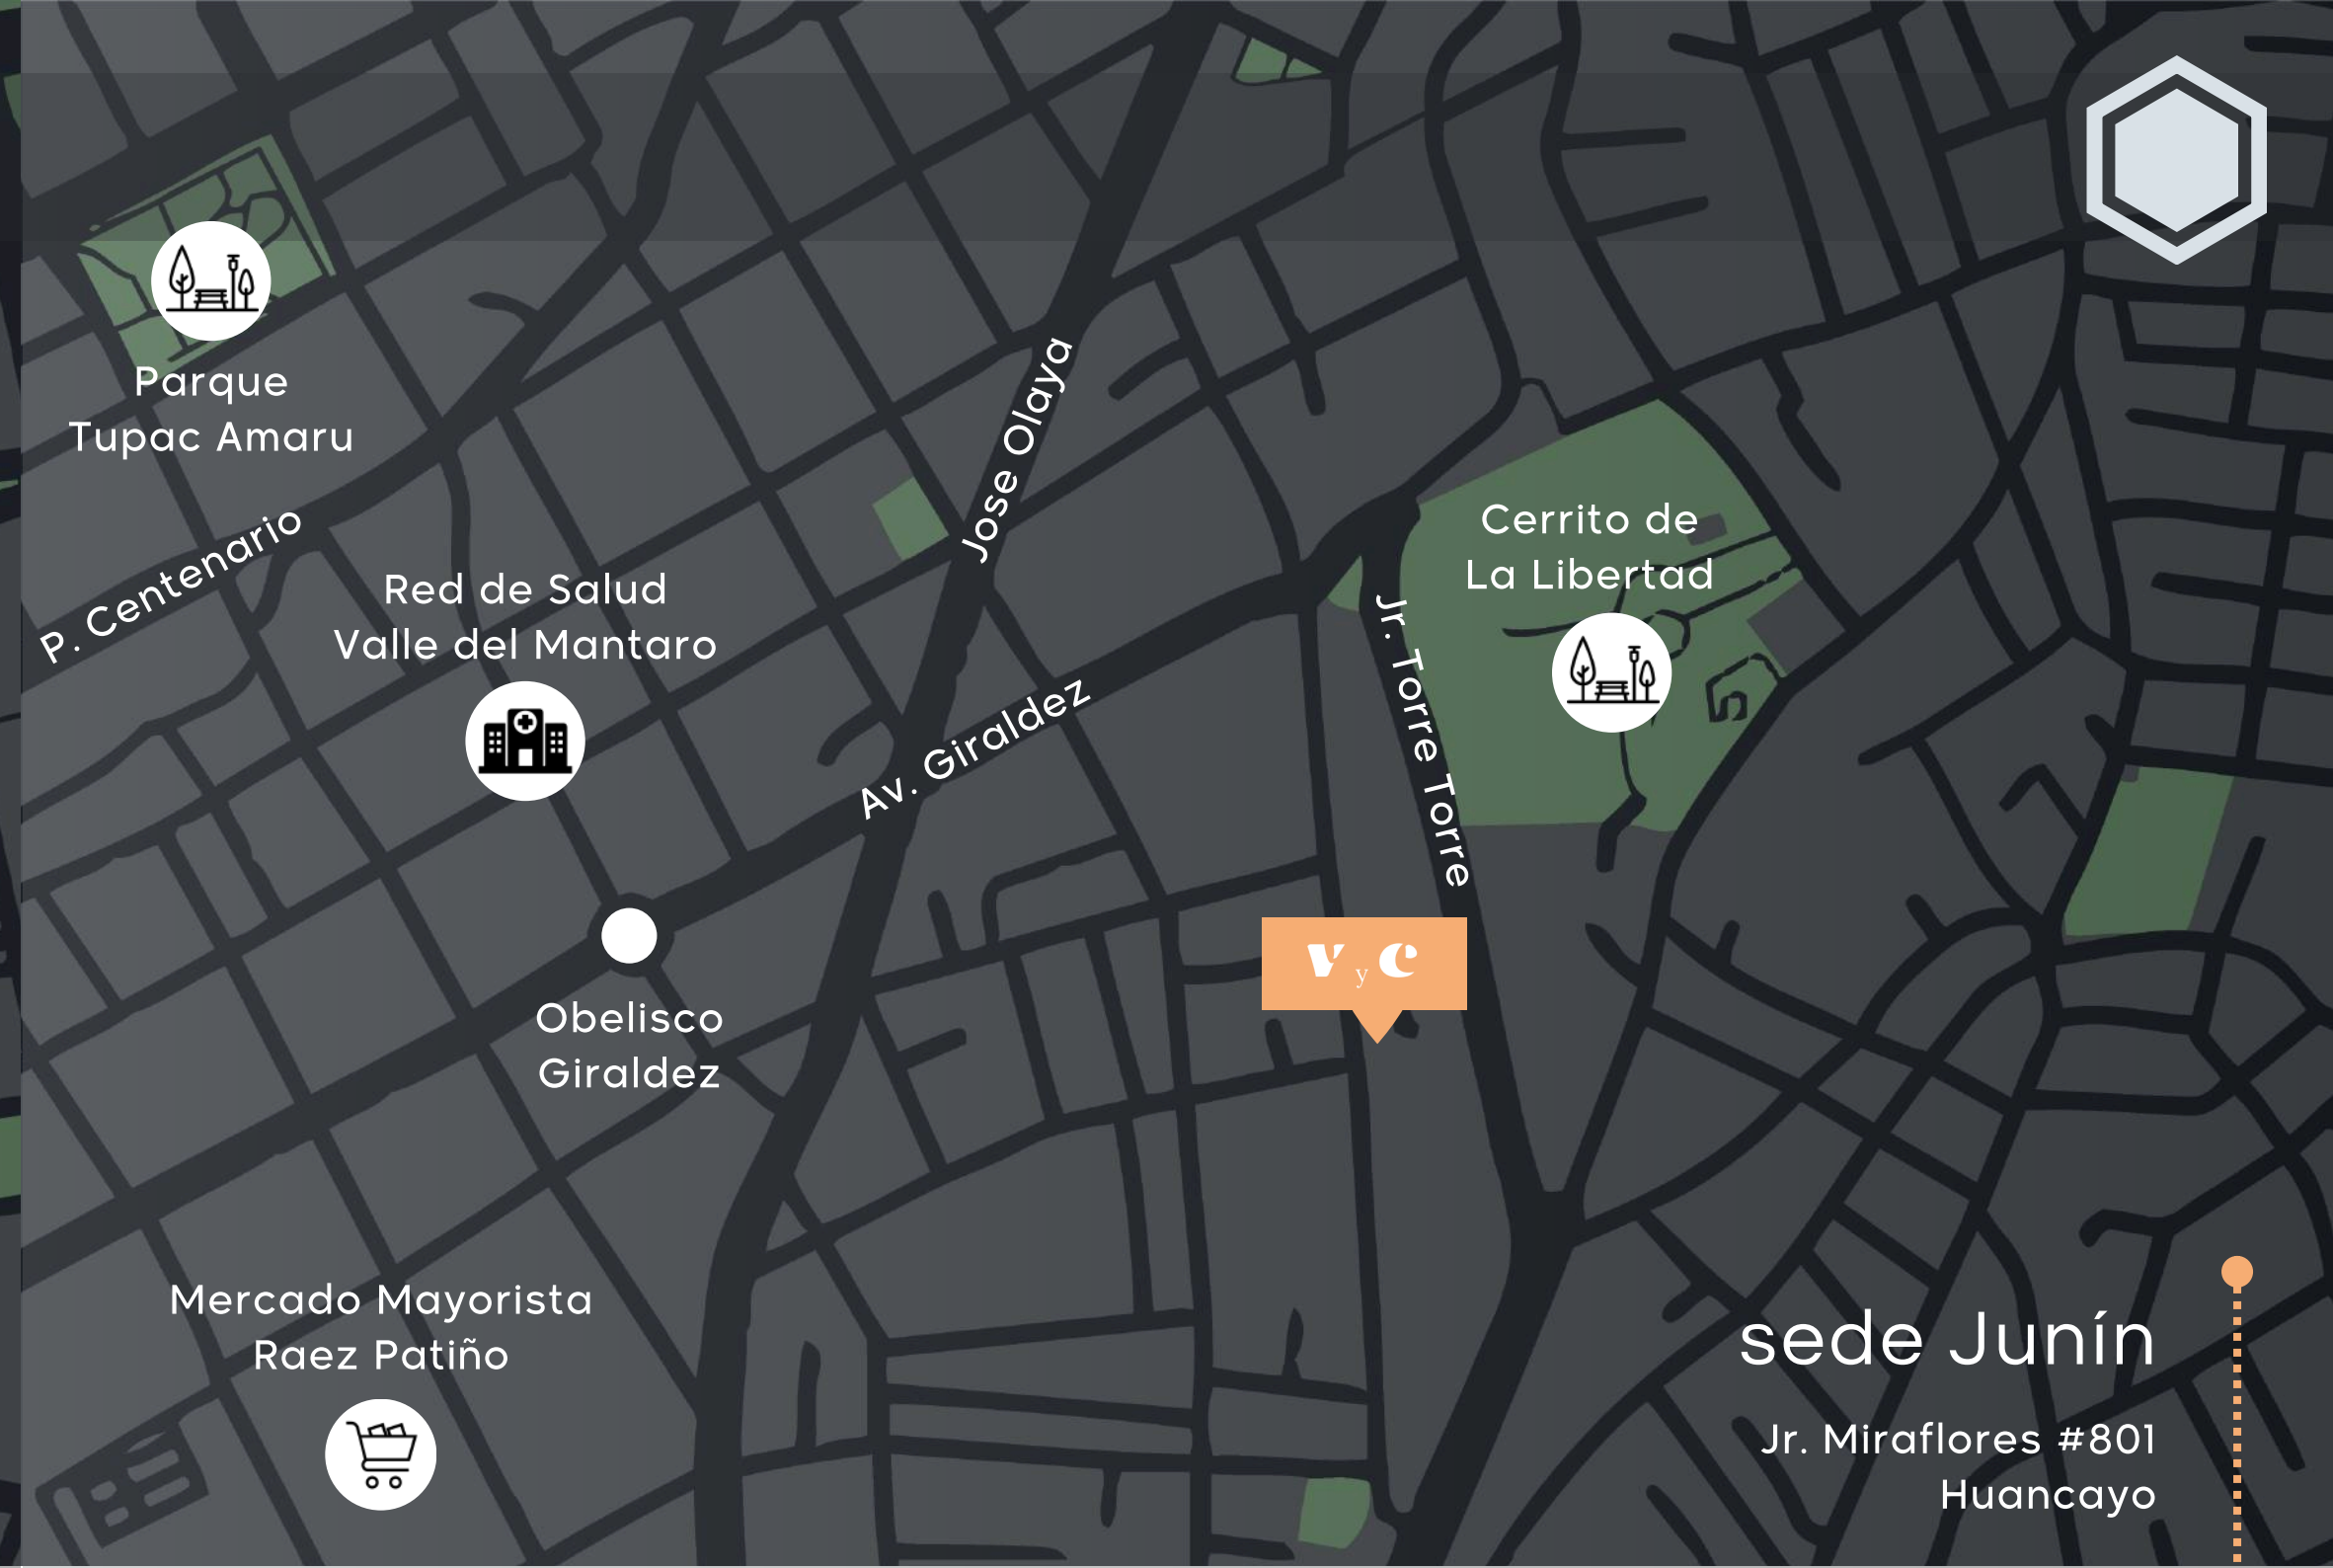 Parque
Tupac Amaru
P. Centenario
Red de Salud
Valle del Mantaro
Jose Olaya
Av. Giraldez
Cerrito de
La Libertad
Jr. Torre Torre
v y c
Obelisco
Giraldez
Mercado Mayorista
Raez Patiño
sede Junín
Jr. Miraflores #801
Huancayo